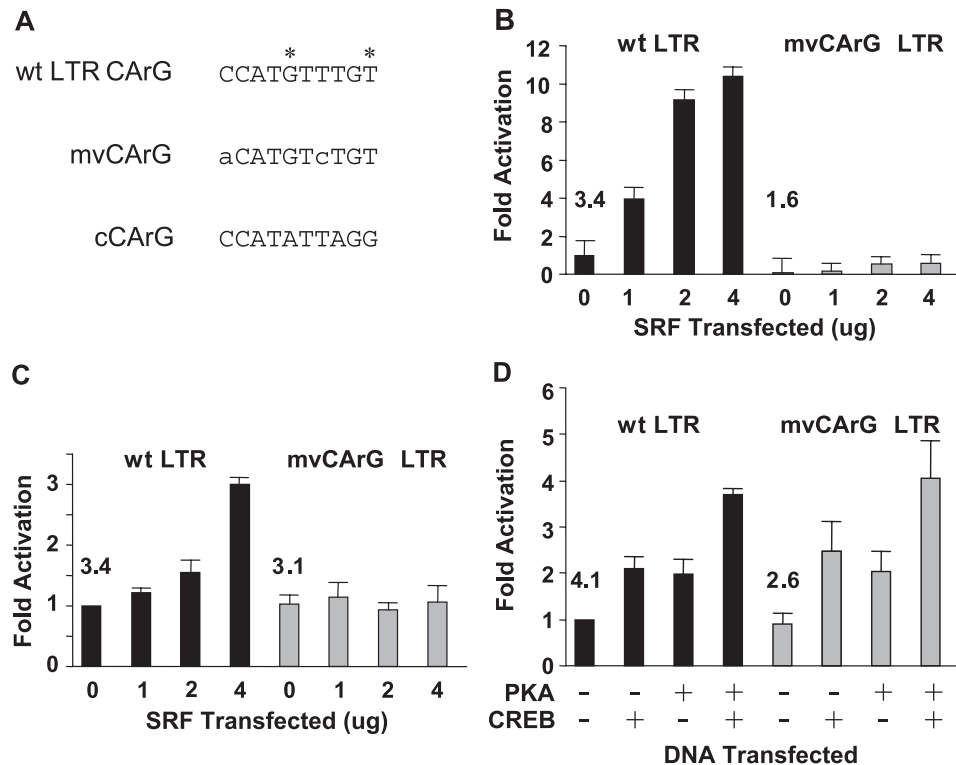 A
* *
wt LTR CArG CCATGTTTGT
mvCArG aCATGTcTGT
cCArG CCATATTAGG
B
wt LTR mvCArG LTR
Fold Activation
12
10
8
6
4
2
0
3.4 1.6
0 1 2 4 0 1 2 4
SRF Transfected (ug)
C
wt LTR mvCArG LTR
Fold Activation
3
2
1
0
3.4 3.1
0 1 2 4 0 1 2 4
SRF Transfected (ug)
D
wt LTR mvCArG LTR
Fold Activation
6
5
4
3
2
1
0
4.1 2.6
PKA - - + + - - + +
CREB - + - + - + - +
DNA Transfected